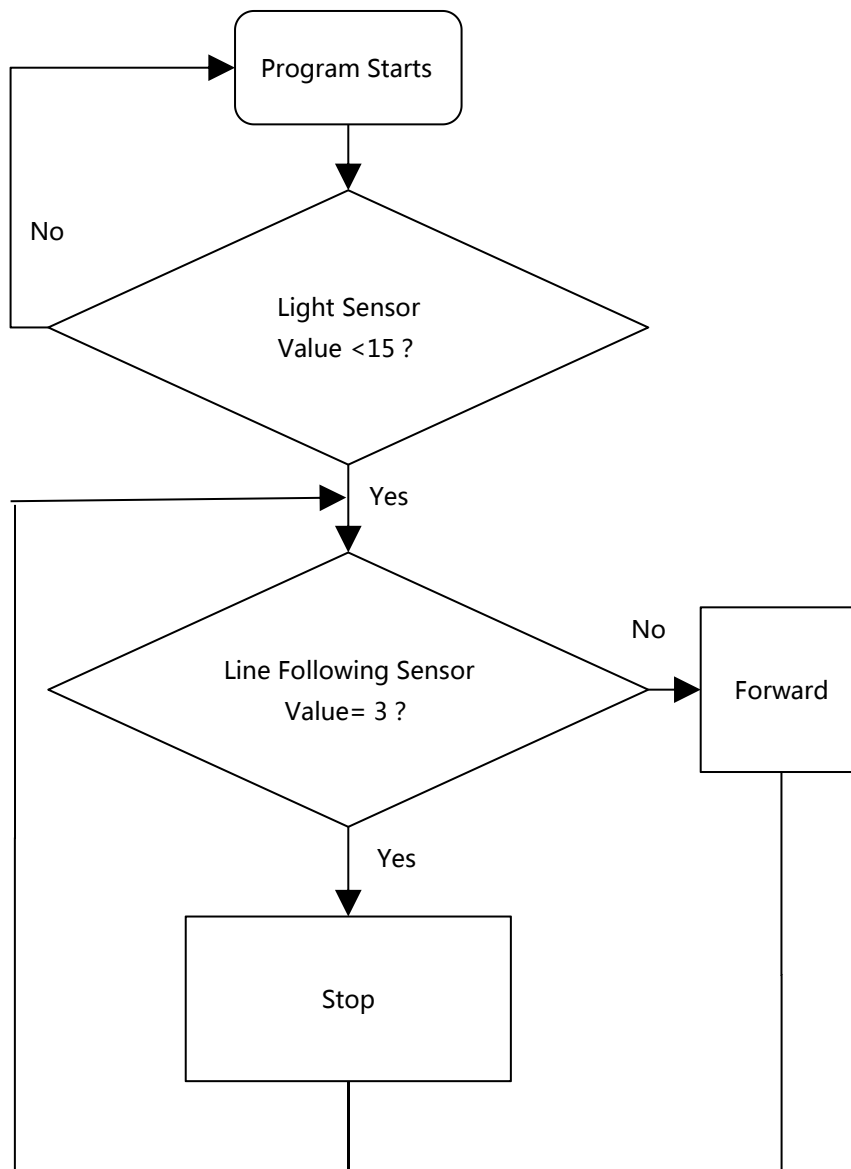 Program Starts
No
Light Sensor
Value <15 ?
Yes
No
Line Following Sensor
Value= 3 ?
Forward
Yes
Stop